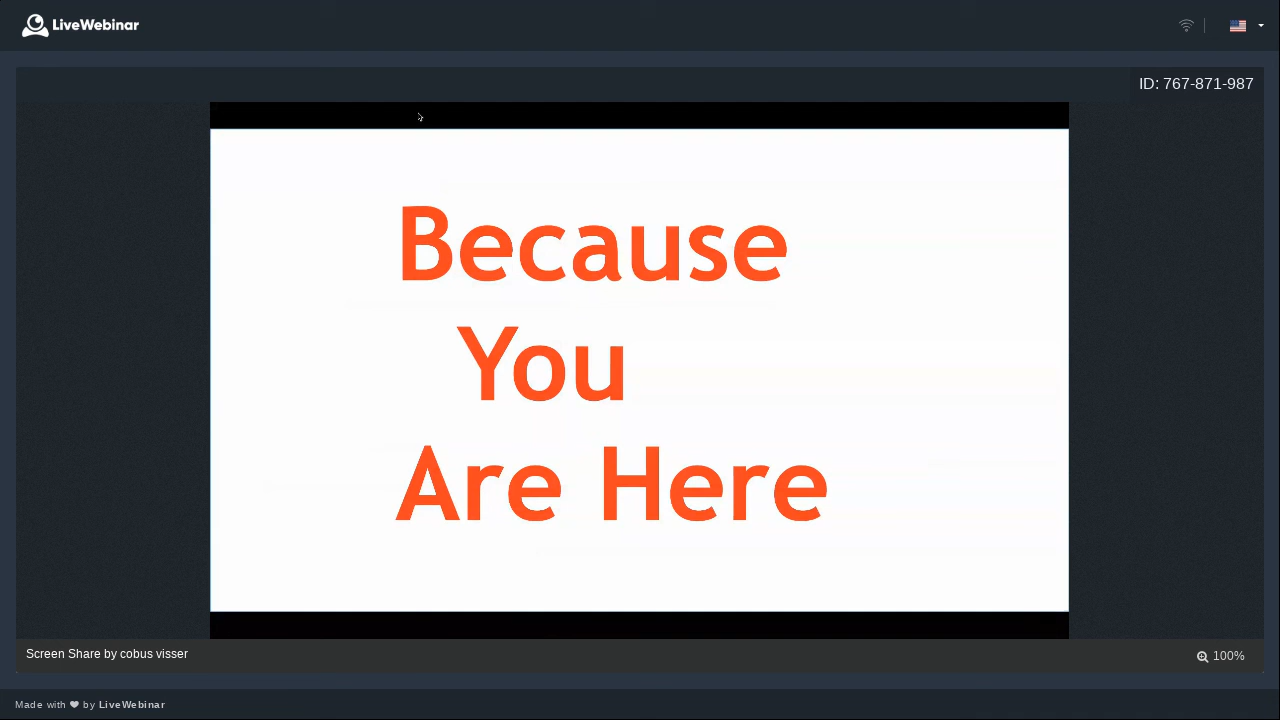 LiveWebinar
ID: 767-871-987
Because
You
Are Here
Screen Share by cobus visser
100%
Made with ❤ by LiveWebinar